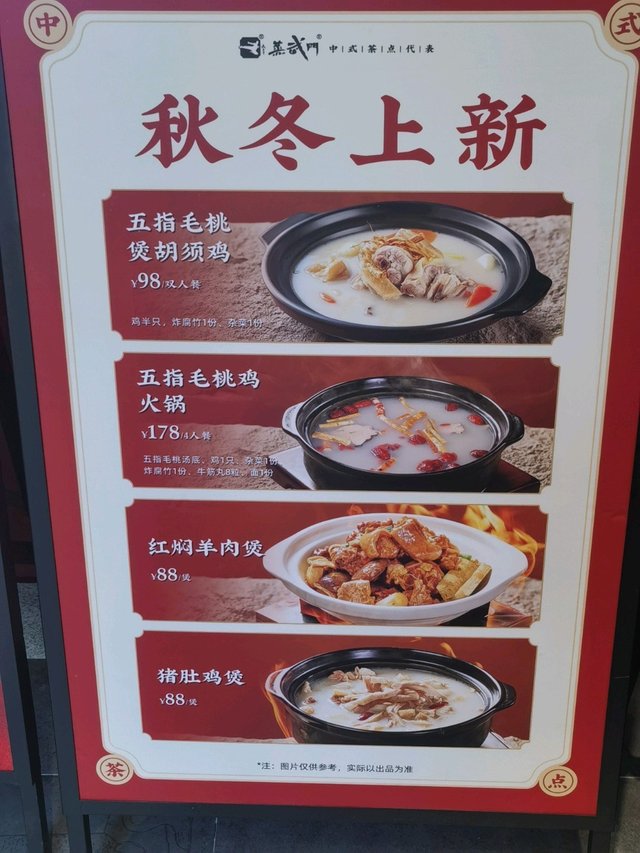 中
式
蔡武門 中式茶点代表
秋冬上新
五指毛桃
煲胡须鸡
¥98/双人餐
鸡半只，炸腐竹1份、杂菜1份
五指毛桃鸡
火锅
¥178/4人餐
五指毛桃汤底、鸡1只、杂菜1份
炸腐竹1份、牛筋丸8粒、面1份
红焖羊肉煲
¥88/煲
猪肚鸡煲
¥88/煲
*注：图片仅供参考，实际以出品为准
茶
点